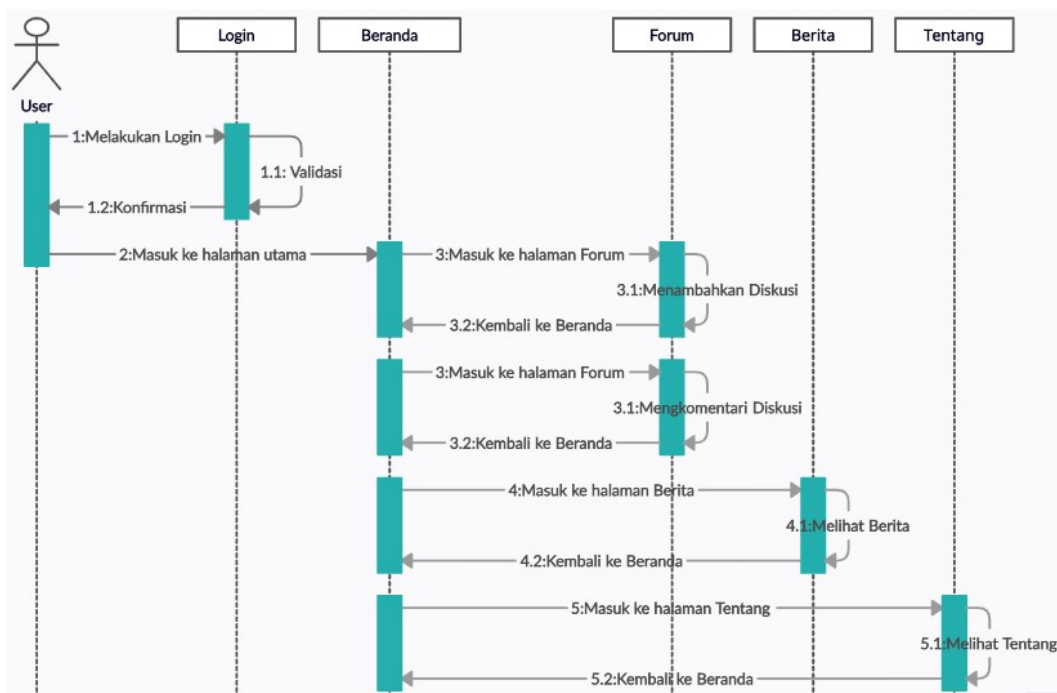 Login
Beranda
Forum
Berita
Tentang
User
1:Melakukan Login
1.1: Validasi
1.2:Konfirmasi
2:Masuk ke halaman utama
3:Masuk ke halaman Forum
3.1:Menambahkan Diskusi
3.2:Kembali ke Beranda
3:Masuk ke halaman Forum
3.1:Mengkomentari Diskusi
3.2:Kembali ke Beranda
4:Masuk ke halaman Berita
4.1:Melihat Berita
4.2:Kembali ke Beranda
5:Masuk ke halaman Tentang
5.1:Melihat Tentang
5.2:Kembali ke Beranda